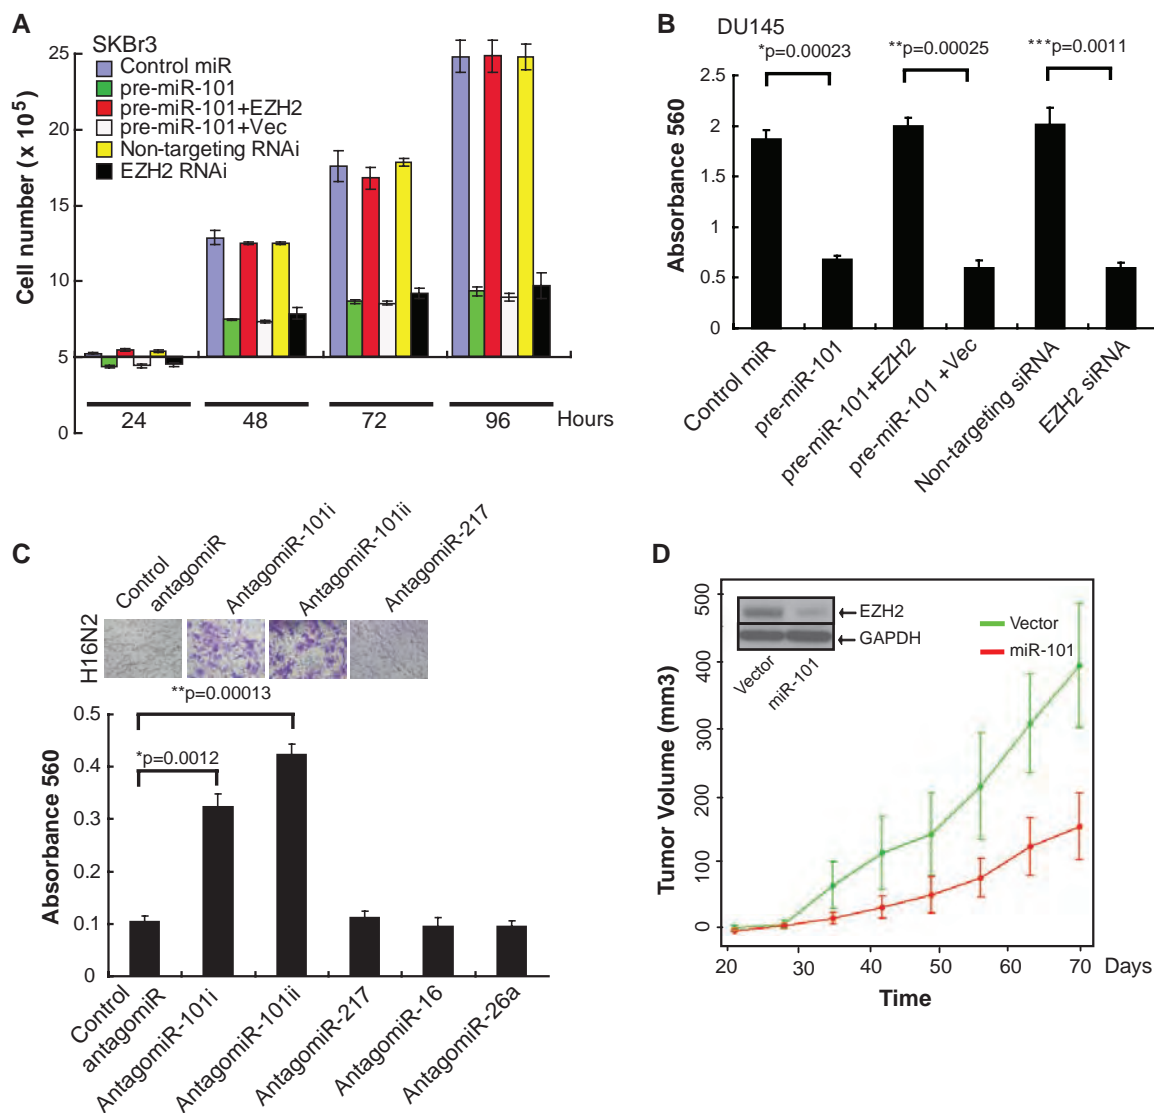 A
SKBr3
Control miR
pre-miR-101
pre-miR-101+EZH2
pre-miR-101+Vec
Non-targeting RNAi
EZH2 RNAi
Cell number (x 10⁵)
25
20
15
10
5
0
24
48
72
96
Hours
B
DU145
*p=0.00023
**p=0.00025
***p=0.0011
Absorbance 560
2.5
2
1.5
1
0.5
0
Control miR
pre-miR-101
pre-miR-101+EZH2
pre-miR-101 +Vec
Non-targeting siRNA
EZH2 siRNA
C
Control
antagomiR
AntagomiR-101i
AntagomiR-101ii
AntagomiR-217
H16N2
**p=0.00013
*p=0.0012
Absorbance 560
0.5
0.4
0.3
0.2
0.1
0
Control
antagomiR
AntagomiR-101i
AntagomiR-101ii
AntagomiR-217
AntagomiR-16
AntagomiR-26a
D
EZH2
GAPDH
Vector
miR-101
Vector
miR-101
Tumor Volume (mm3)
500
400
300
200
100
0
20
30
40
50
60
70
Days
Time